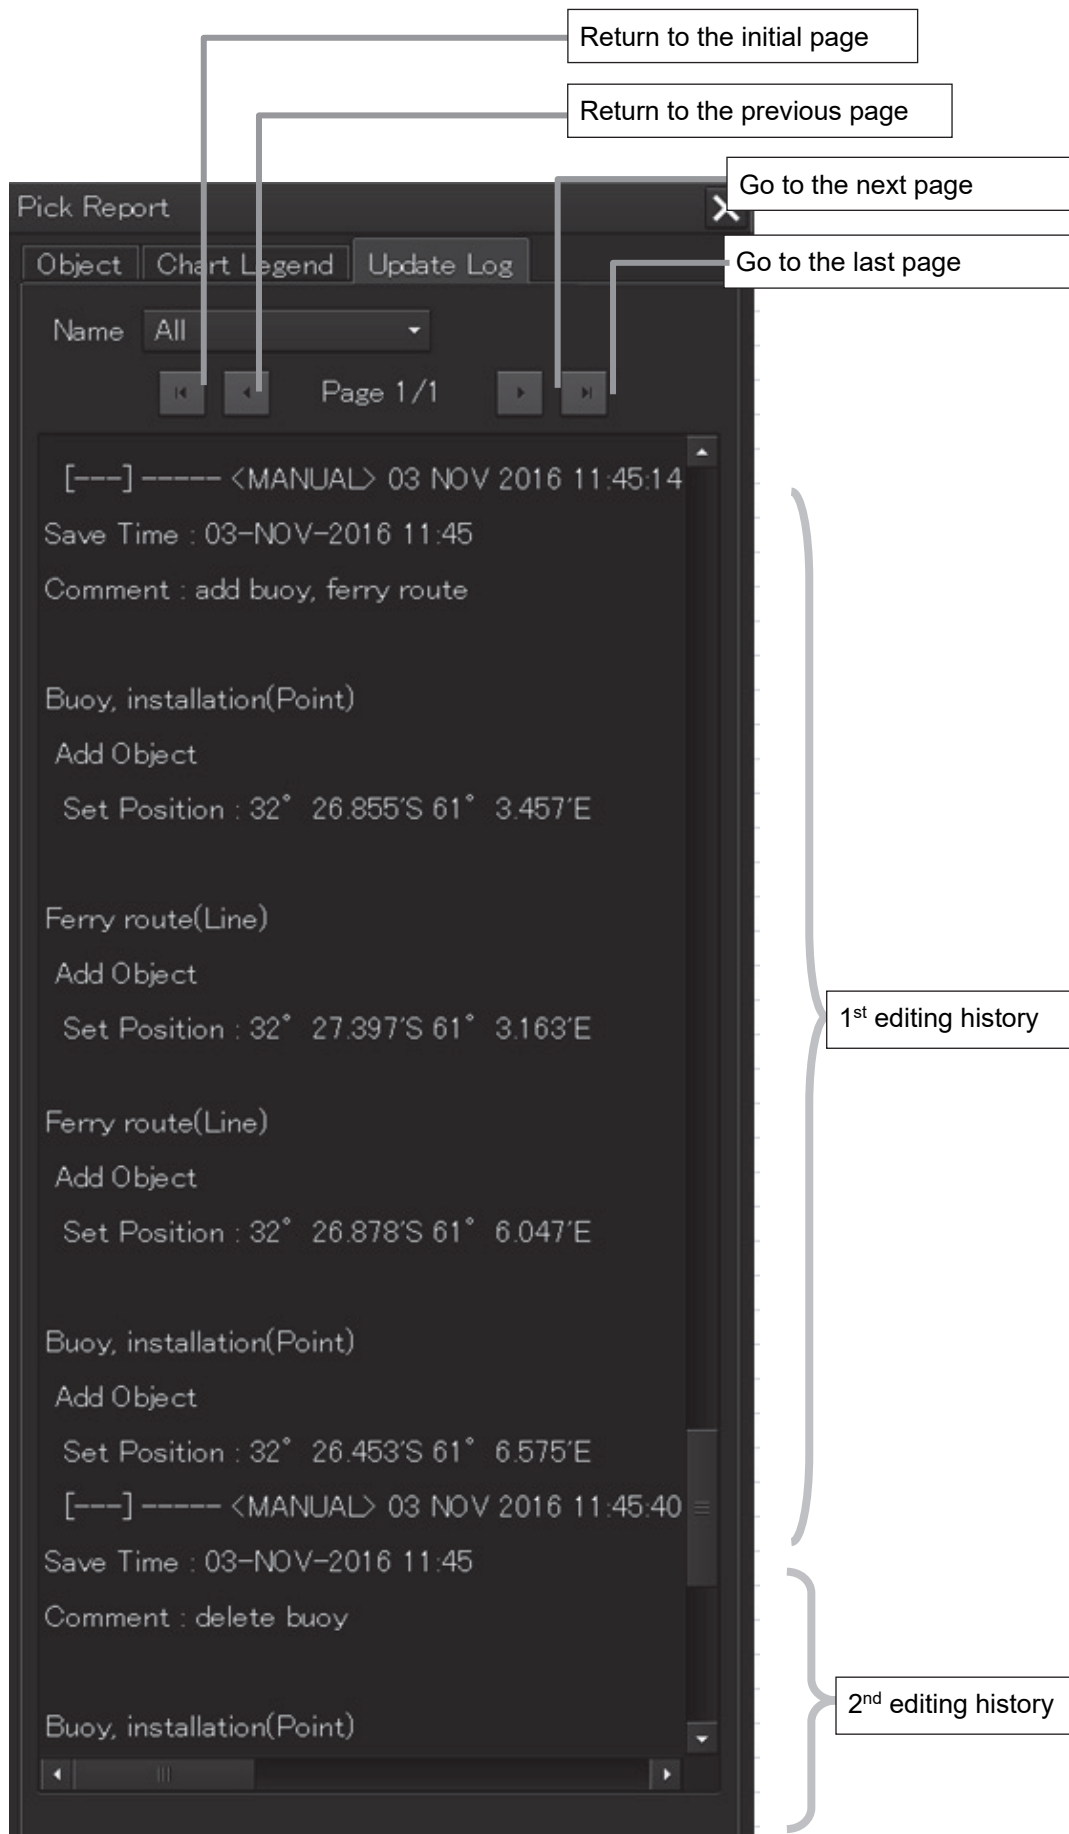 Return to the initial page
Return to the previous page
Go to the next page
Pick Report
Object Chart Legend Update Log
Go to the last page
Name All
Page 1/1
[---] ----- <MANUAL> 03 NOV 2016 11:45:14
Save Time : 03-NOV-2016 11:45
Comment : add buoy, ferry route
Buoy, installation(Point)
Add Object
Set Position : 32° 26.855'S 61° 3.457'E
Ferry route(Line)
Add Object
Set Position : 32° 27.397'S 61° 3.163'E
1st editing history
Ferry route(Line)
Add Object
Set Position : 32° 26.878'S 61° 6.047'E
Buoy, installation(Point)
Add Object
Set Position : 32° 26.453'S 61° 6.575'E
[---] ----- <MANUAL> 03 NOV 2016 11:45:40
Save Time : 03-NOV-2016 11:45
Comment : delete buoy
2nd editing history
Buoy, installation(Point)